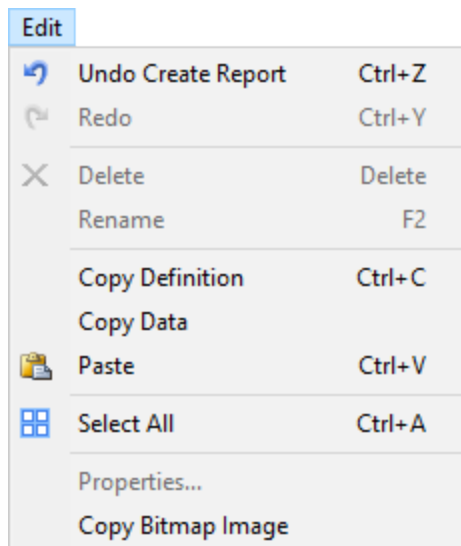 Edit
Undo Create Report Ctrl+Z
Redo Ctrl+Y
Delete Delete
Rename F2
Copy Definition Ctrl+C
Copy Data
Paste Ctrl+V
Select All Ctrl+A
Properties...
Copy Bitmap Image